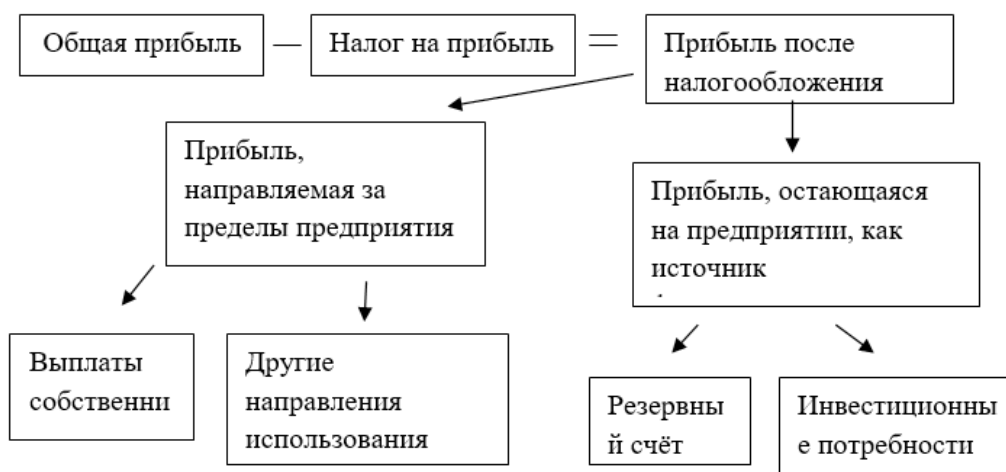 Общая прибыль — Налог на прибыль = Прибыль после
налогообложения
Прибыль,
направляемая за
пределы предприятия
Прибыль, остающаяся
на предприятии, как
источник
Выплаты
собственни
Другие
направления
использования
Резервны
й счёт
Инвестиционны
е потребности